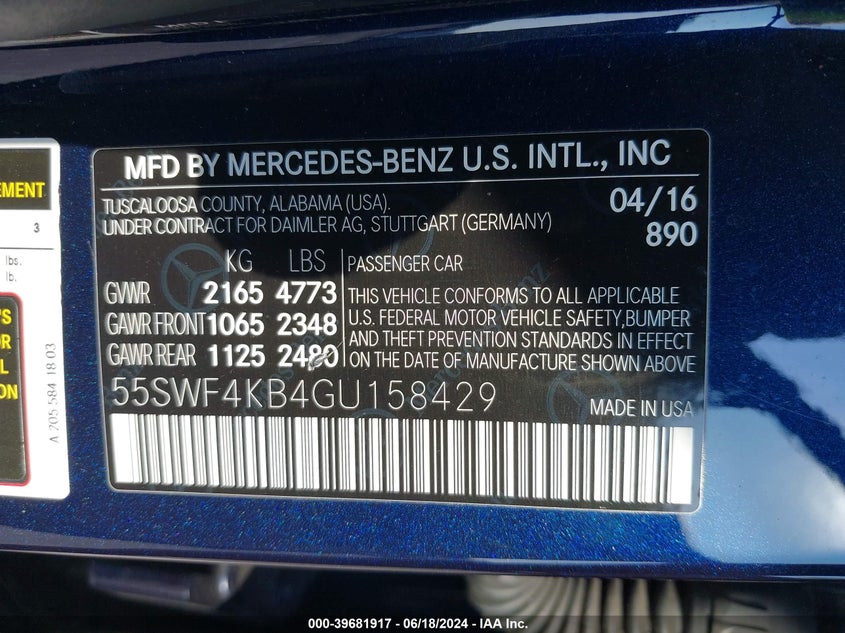 MFD BY MERCEDES-BENZ U.S. INTL., INC
TUSCALOOSA COUNTY, ALABAMA (USA).
UNDER CONTRACT FOR DAIMLER AG, STUTTGART (GERMANY)
04/16
890
KG LBS
GVWR 2165 4773
GAWR FRONT 1065 2348
GAWR REAR 1125 2480
PASSENGER CAR
THIS VEHICLE CONFORMS TO ALL APPLICABLE
U.S. FEDERAL MOTOR VEHICLE SAFETY, BUMPER
AND THEFT PREVENTION STANDARDS IN EFFECT
ON THE DATE OF MANUFACTURE SHOWN ABOVE
55SWF4KB4GU158429
MADE IN USA
EMENT
3
lbs.
lb.
'S
OR
L
ON
A 205 584 18 03
000-39681917 - 06/18/2024 - IAA Inc.